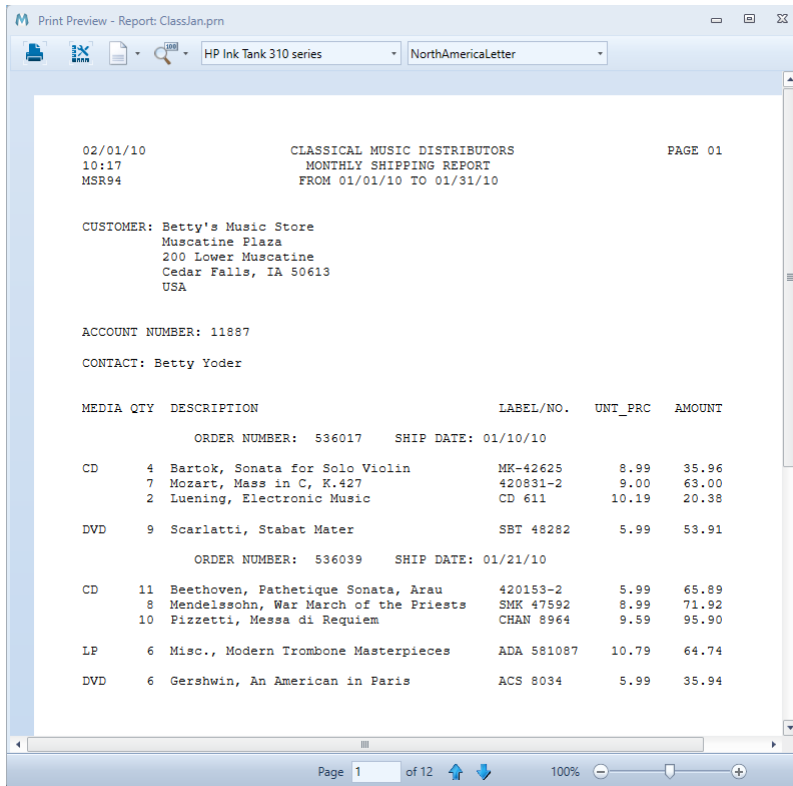 Print Preview - Report: ClassJan.prn
100 HP Ink Tank 310 series NorthAmericaLetter
02/01/10 CLASSICAL MUSIC DISTRIBUTORS PAGE 01
10:17 MONTHLY SHIPPING REPORT
MSR94 FROM 01/01/10 TO 01/31/10
CUSTOMER: Betty's Music Store
Muscatine Plaza
200 Lower Muscatine
Cedar Falls, IA 50613
USA
ACCOUNT NUMBER: 11887
CONTACT: Betty Yoder
MEDIA QTY DESCRIPTION LABEL/NO. UNT_PRC AMOUNT
ORDER NUMBER: 536017 SHIP DATE: 01/10/10
CD 4 Bartok, Sonata for Solo Violin MK-42625 8.99 35.96
7 Mozart, Mass in C, K.427 420831-2 9.00 63.00
2 Luening, Electronic Music CD 611 10.19 20.38
DVD 9 Scarlatti, Stabat Mater SBT 48282 5.99 53.91
ORDER NUMBER: 536039 SHIP DATE: 01/21/10
CD 11 Beethoven, Pathetique Sonata, Arau 420153-2 5.99 65.89
8 Mendelssohn, War March of the Priests SMK 47592 8.99 71.92
10 Pizzetti, Messa di Requiem CHAN 8964 9.59 95.90
LP 6 Misc., Modern Trombone Masterpieces ADA 581087 10.79 64.74
DVD 6 Gershwin, An American in Paris ACS 8034 5.99 35.94
Page 1 of 12 100%